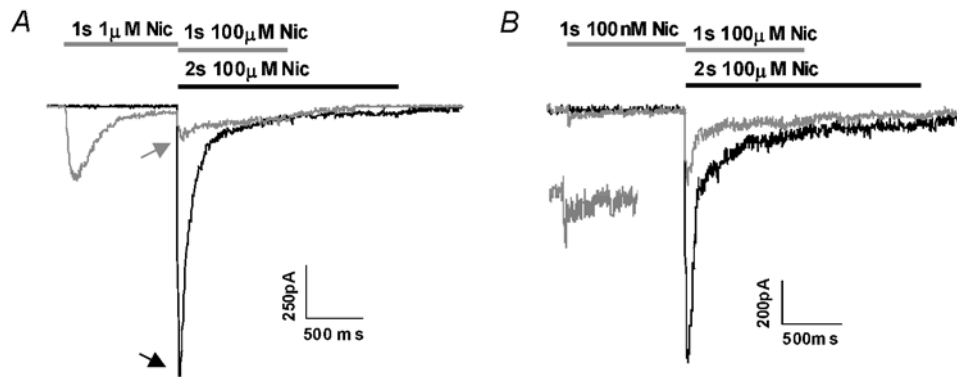 A
1s 1μM Nic
1s 100μM Nic
2s 100μM Nic
250pA
500 ms
B
1s 100nM Nic
1s 100μM Nic
2s 100μM Nic
200pA
500ms